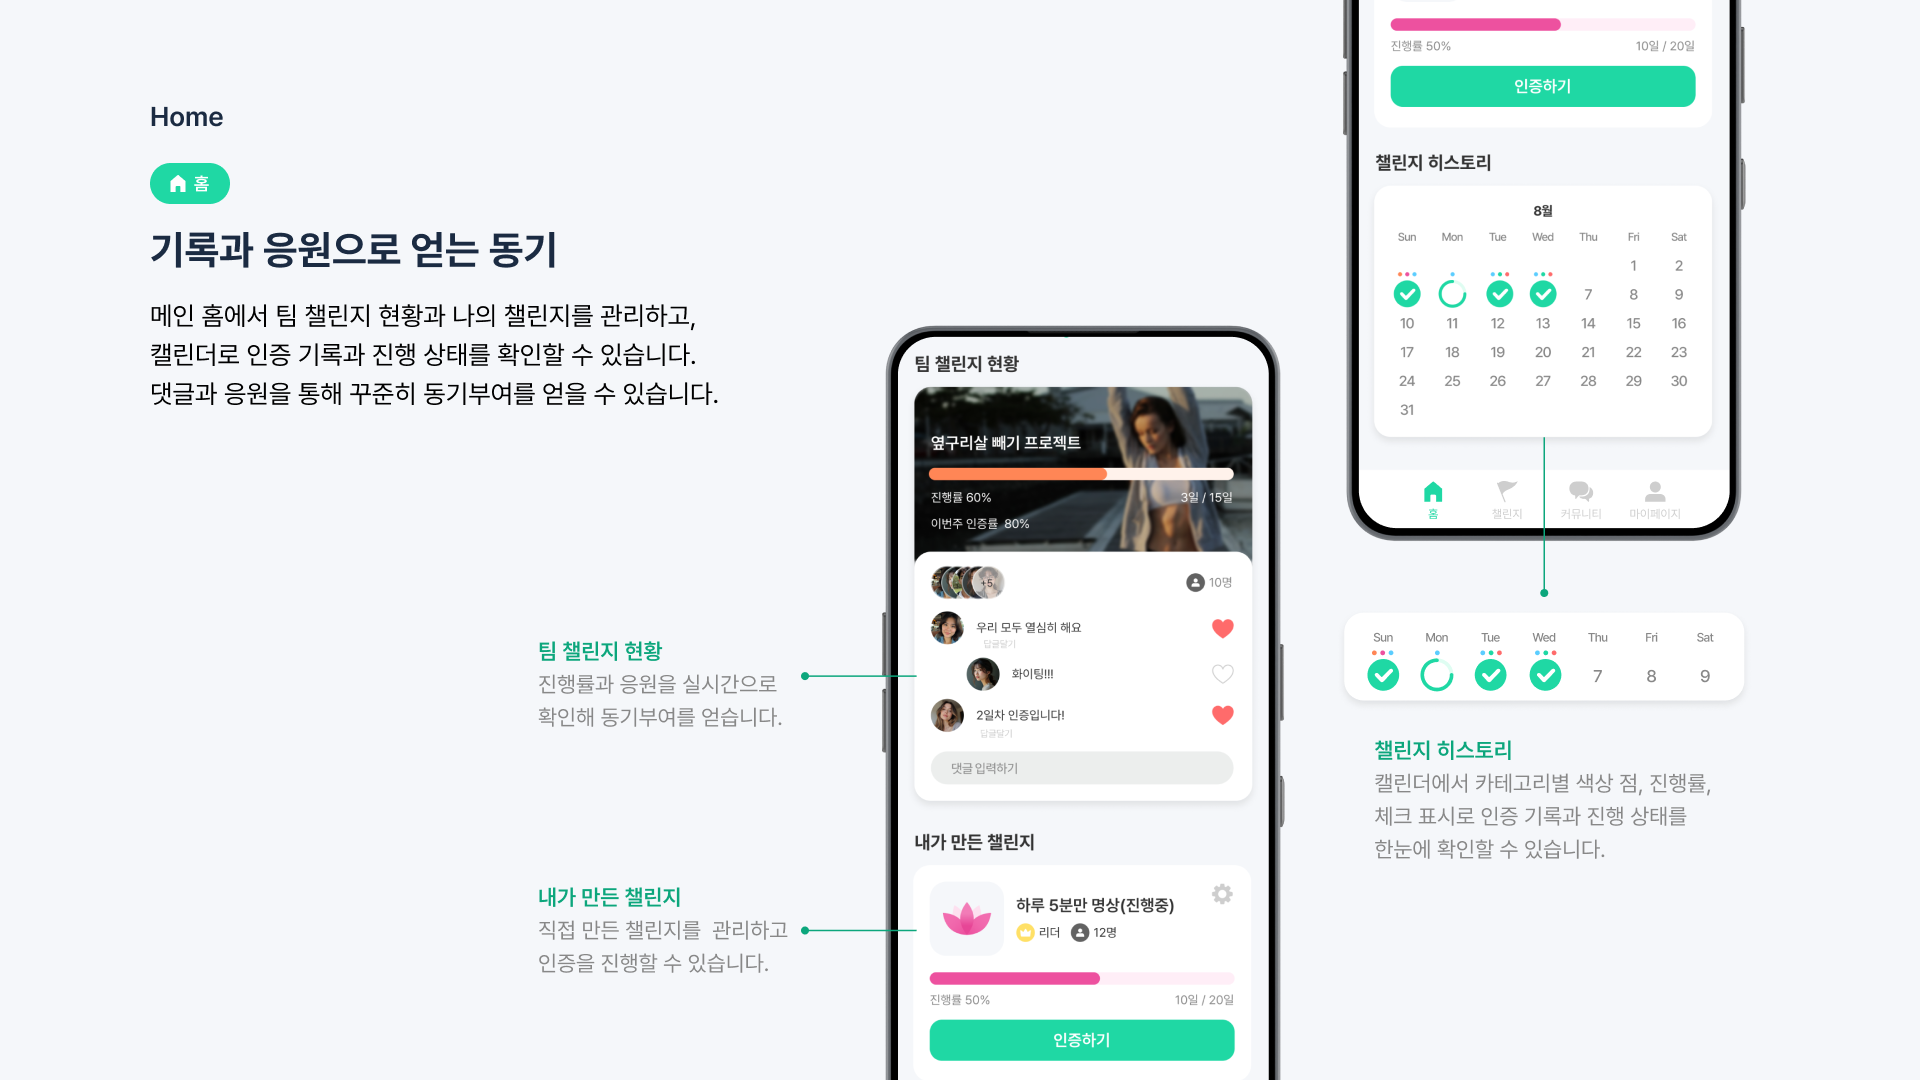 Home
홈
기록과 응원으로 얻는 동기
메인 홈에서 팀 챌린지 현황과 나의 챌린지를 관리하고,
캘린더로 인증 기록과 진행 상태를 확인할 수 있습니다.
댓글과 응원을 통해 꾸준히 동기부여를 얻을 수 있습니다.
팀 챌린지 현황
진행률과 응원을 실시간으로
확인해 동기부여를 얻습니다.
내가 만든 챌린지
직접 만든 챌린지를 관리하고
인증을 진행할 수 있습니다.
팀 챌린지 현황
옆구리살 빼기 프로젝트
진행률 60% 3일 / 15일
이번주 인증률 80%
+5 10명
우리 모두 열심히 해요
답글달기
화이팅!!!
2일차 인증입니다!
답글달기
댓글 입력하기
내가 만든 챌린지
하루 5분만 명상(진행중)
리더 12명
진행률 50% 10일 / 20일
인증하기
진행률 50% 10일 / 20일
인증하기
챌린지 히스토리
8월
Sun Mon Tue Wed Thu Fri Sat
1 2
7 8 9
10 11 12 13 14 15 16
17 18 19 20 21 22 23
24 25 26 27 28 29 30
31
홈 챌린지 커뮤니티 마이페이지
Sun Mon Tue Wed Thu Fri Sat
7 8 9
챌린지 히스토리
캘린더에서 카테고리별 색상 점, 진행률,
체크 표시로 인증 기록과 진행 상태를
한눈에 확인할 수 있습니다.